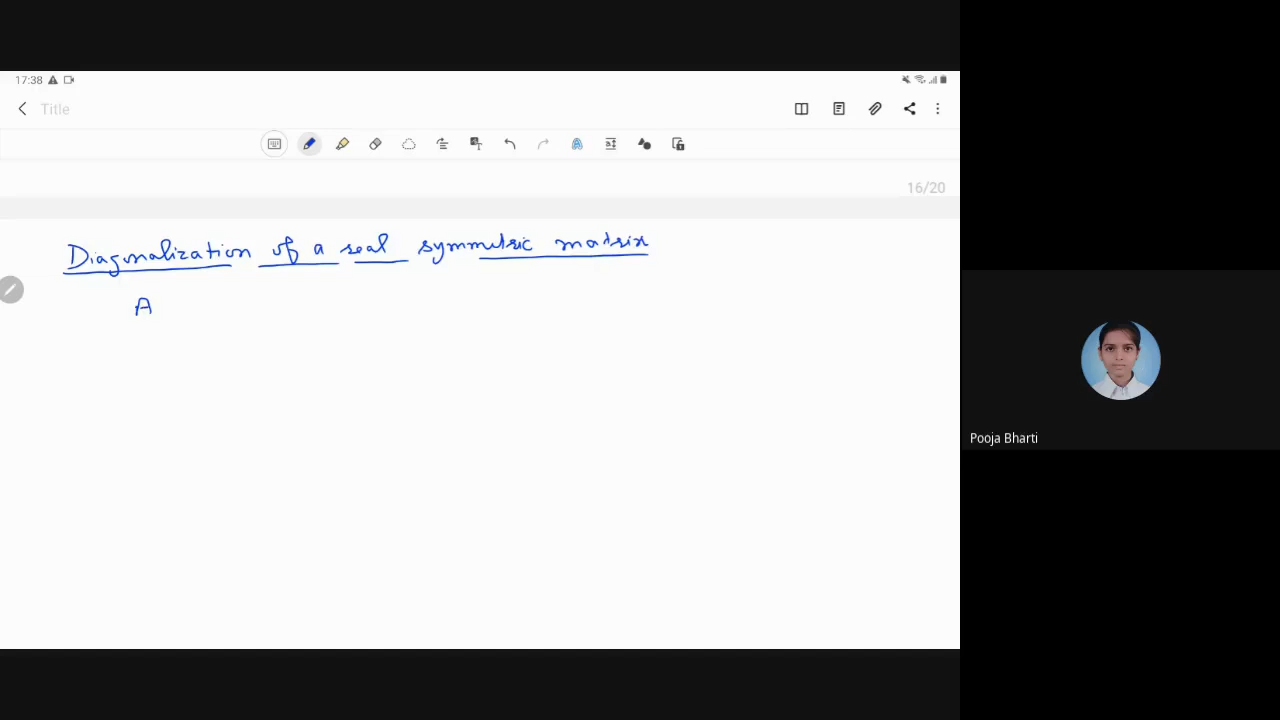 17:38
Title
16/20
Diagonalization of a real symmetric matrix
A
Pooja Bharti